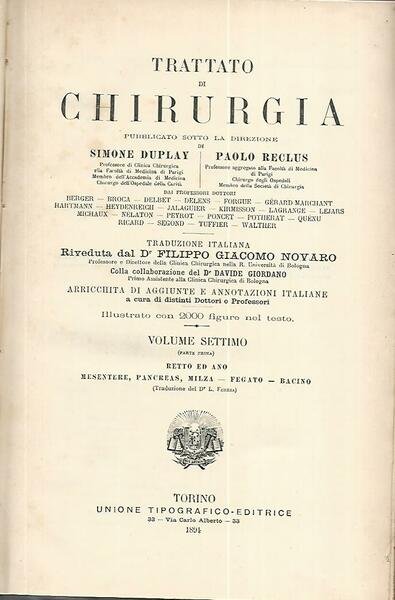 TRATTATO
DI
CHIRURGIA
PUBBLICATO SOTTO LA DIREZIONE
DI
SIMONE DUPLAY
Professore di Clinica Chirurgica
alla Facoltà di Medicina di Parigi
Membro dell'Accademia di Medicina
Chirurgo dell'Ospedale della Carità
PAOLO RECLUS
Professore aggregato alla Facoltà di Medicina
di Parigi
Chirurgo degli Ospedali
Membro della Società di Chirurgia
DAI PROFESSORI DOTTORI
BERGER — BROCA — DELBET — DELENS — FORGUE — GÉRARD MARCHANT
HARTMANN — HEYDENREICH — JALAGUIER — KIRMISSON — LAGRANGE — LEJARS
MICHAUX — NÉLATON — PEYROT — PONCET — POTHERAT — QUÉNU
RICARD — SEGOND — TUFFIER — WALTHER
TRADUZIONE ITALIANA
Riveduta dal Dr FILIPPO GIACOMO NOVARO
Professore e Direttore della Clinica Chirurgica nella R. Università di Bologna
Colla collaborazione del Dr DAVIDE GIORDANO
Primo Assistente alla Clinica Chirurgica di Bologna
ARRICCHITA DI AGGIUNTE E ANNOTAZIONI ITALIANE
a cura di distinti Dottori e Professori
Illustrato con 2000 figure nel testo.
VOLUME SETTIMO
(PARTE PRIMA)
RETTO ED ANO
MESENTERE, PANCREAS, MILZA — FEGATO — BACINO
(Traduzione del Dr L. FERRIA)
TORINO
UNIONE TIPOGRAFICO-EDITRICE
33 — Via Carlo Alberto — 33
1894